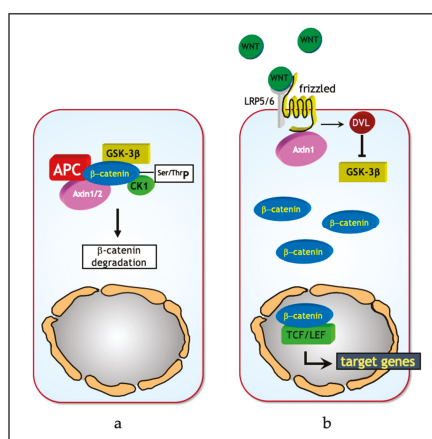 GSK-3β
APC
β-catenin
Ser/ThrP
Axin1/2
CK1
β-catenin
degradation
a
WNT
WNT
WNT
frizzled
LRP5/6
DVL
Axin1
GSK-3β
β-catenin
β-catenin
β-catenin
β-catenin
TCF/LEF
target genes
b